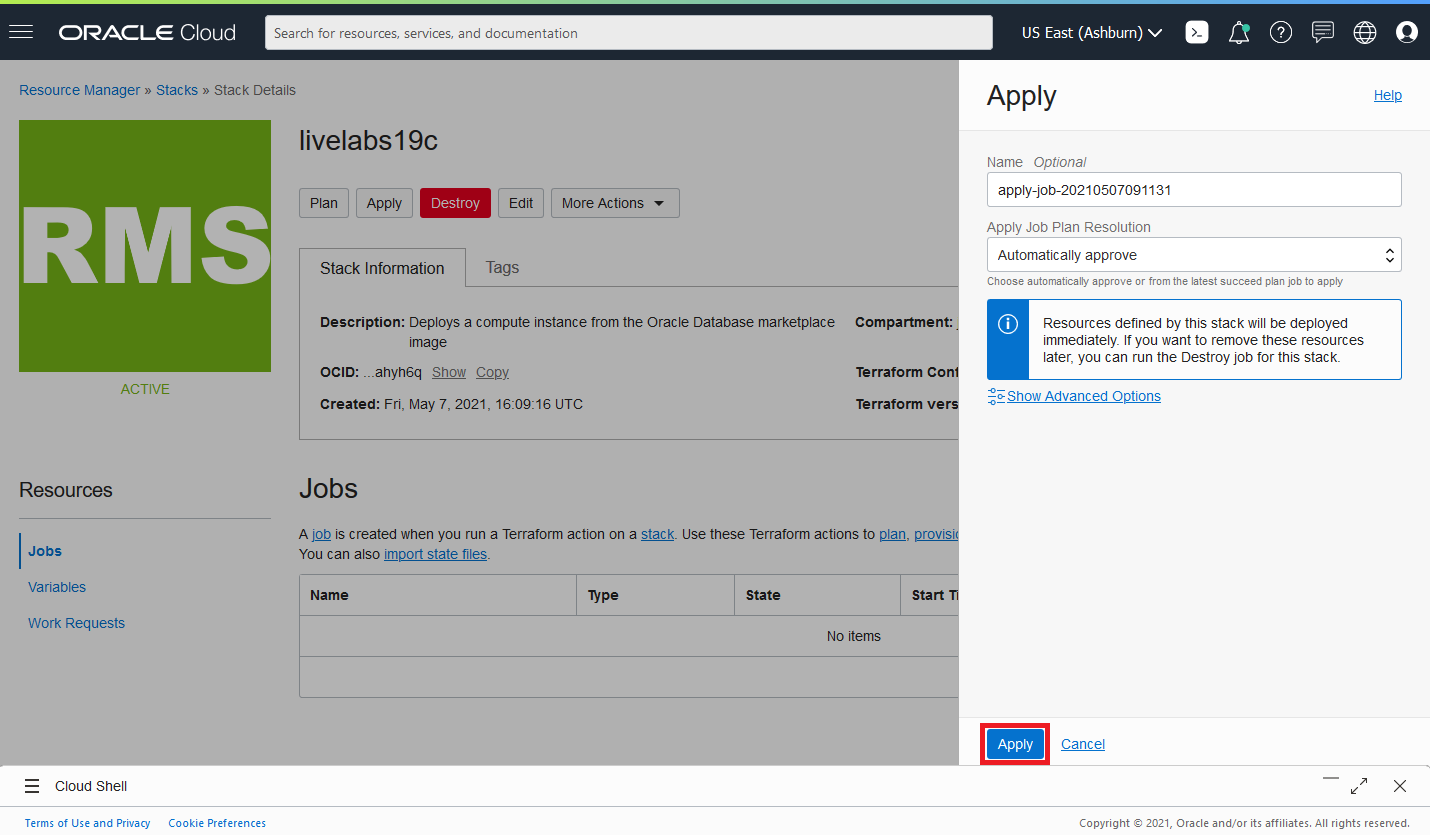 ORACLE Cloud
Search for resources, services, and documentation
US East (Ashburn)
Resource Manager » Stacks » Stack Details
RMS
ACTIVE
livelabs19c
Plan
Apply
Destroy
Edit
More Actions
Stack Information
Tags
Description: Deploys a compute instance from the Oracle Database marketplace
image
OCID: ...ahyh6q Show Copy
Created: Fri, May 7, 2021, 16:09:16 UTC
Compartment:
Terraform Conf
Terraform vers
Resources
Jobs
Variables
Work Requests
Jobs
A job is created when you run a Terraform action on a stack. Use these Terraform actions to plan, provisio
You can also import state files.
Name Type State Start Ti
No items
Apply
Help
Name Optional
apply-job-20210507091131
Apply Job Plan Resolution
Automatically approve
Choose automatically approve or from the latest succeed plan job to apply
Resources defined by this stack will be deployed
immediately. If you want to remove these resources
later, you can run the Destroy job for this stack.
Show Advanced Options
Apply
Cancel
Cloud Shell
Terms of Use and Privacy Cookie Preferences
Copyright © 2021, Oracle and/or its affiliates. All rights reserved.